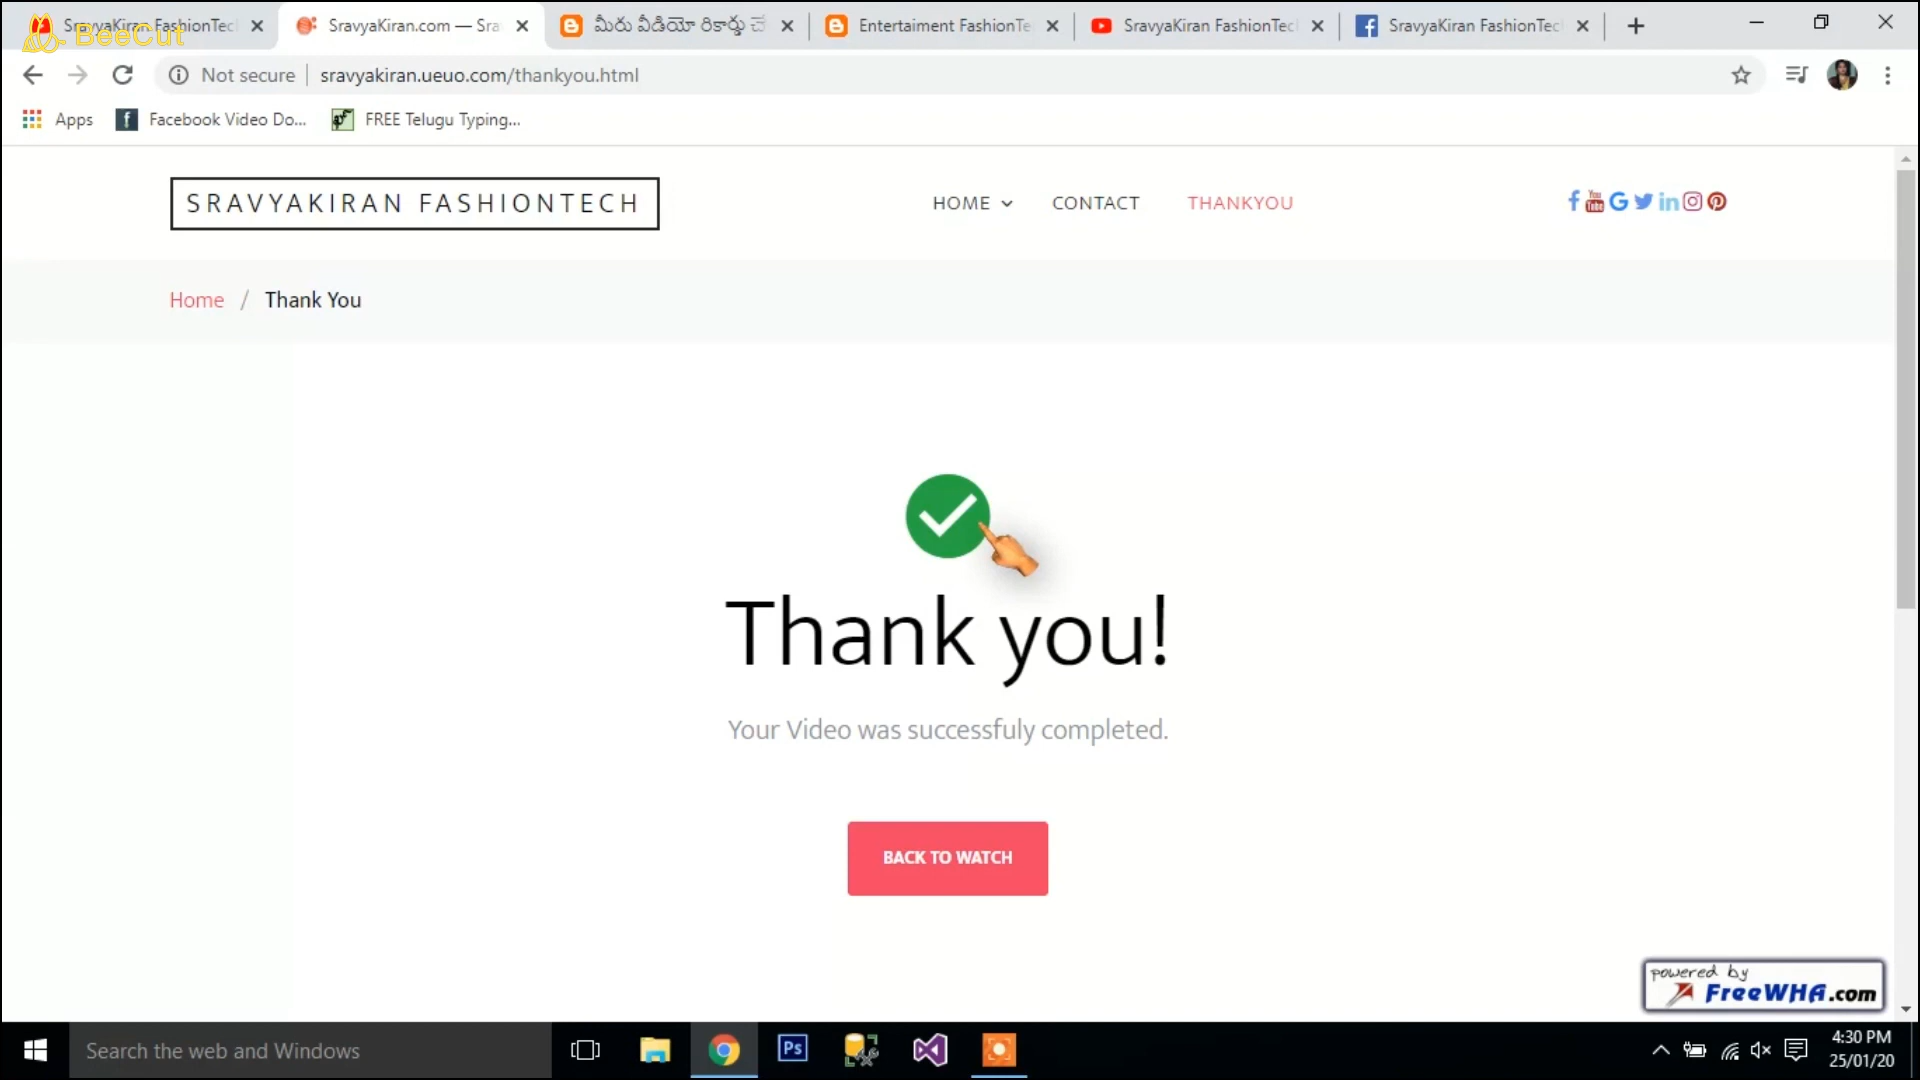 SravyaKiran FashionTec
BeeCut
SravyaKiran.com — Sra
మీరు వీడియో రికార్డు చే
Entertaiment FashionTe
SravyaKiran FashionTec
SravyaKiran FashionTec
Not secure
sravyakiran.ueuo.com/thankyou.html
Apps
Facebook Video Do...
FREE Telugu Typing...
SRAVYAKIRAN FASHIONTECH
HOME
CONTACT
THANKYOU
Home / Thank You
Thank you!
Your Video was successfuly completed.
BACK TO WATCH
powered by
FreeWHA.com
Search the web and Windows
Ps
4:30 PM
25/01/20